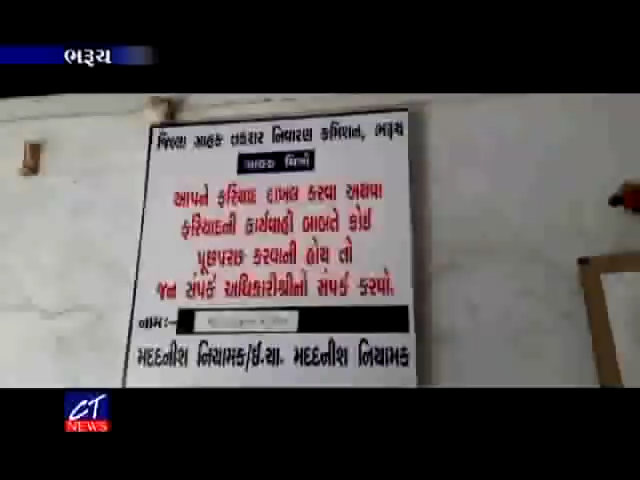 ભરૂચ
જિલ્લા ગ્રાહક તકરાર નિવારણ કમિશન, ભરૂચ
ગ્રાહક મિત્રો
આપને ફરિયાદ દાખલ કરવા અથવા
ફરિયાદની કાર્યવાહી બાબતે કોઈ
પૂછપરછ કરવાની હોય તો
જન સંપર્ક અધિકારીશ્રીનો સંપર્ક કરવો.
નામ:-
મદદનીશ નિયામક/ઈ.ચા. મદદનીશ નિયામક
CT
NEWS